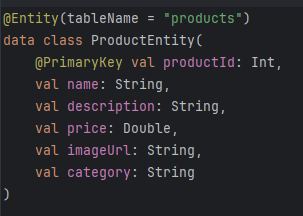 @Entity(tableName = "products")
data class ProductEntity(
    @PrimaryKey val productId: Int,
    val name: String,
    val description: String,
    val price: Double,
    val imageUrl: String,
    val category: String
)